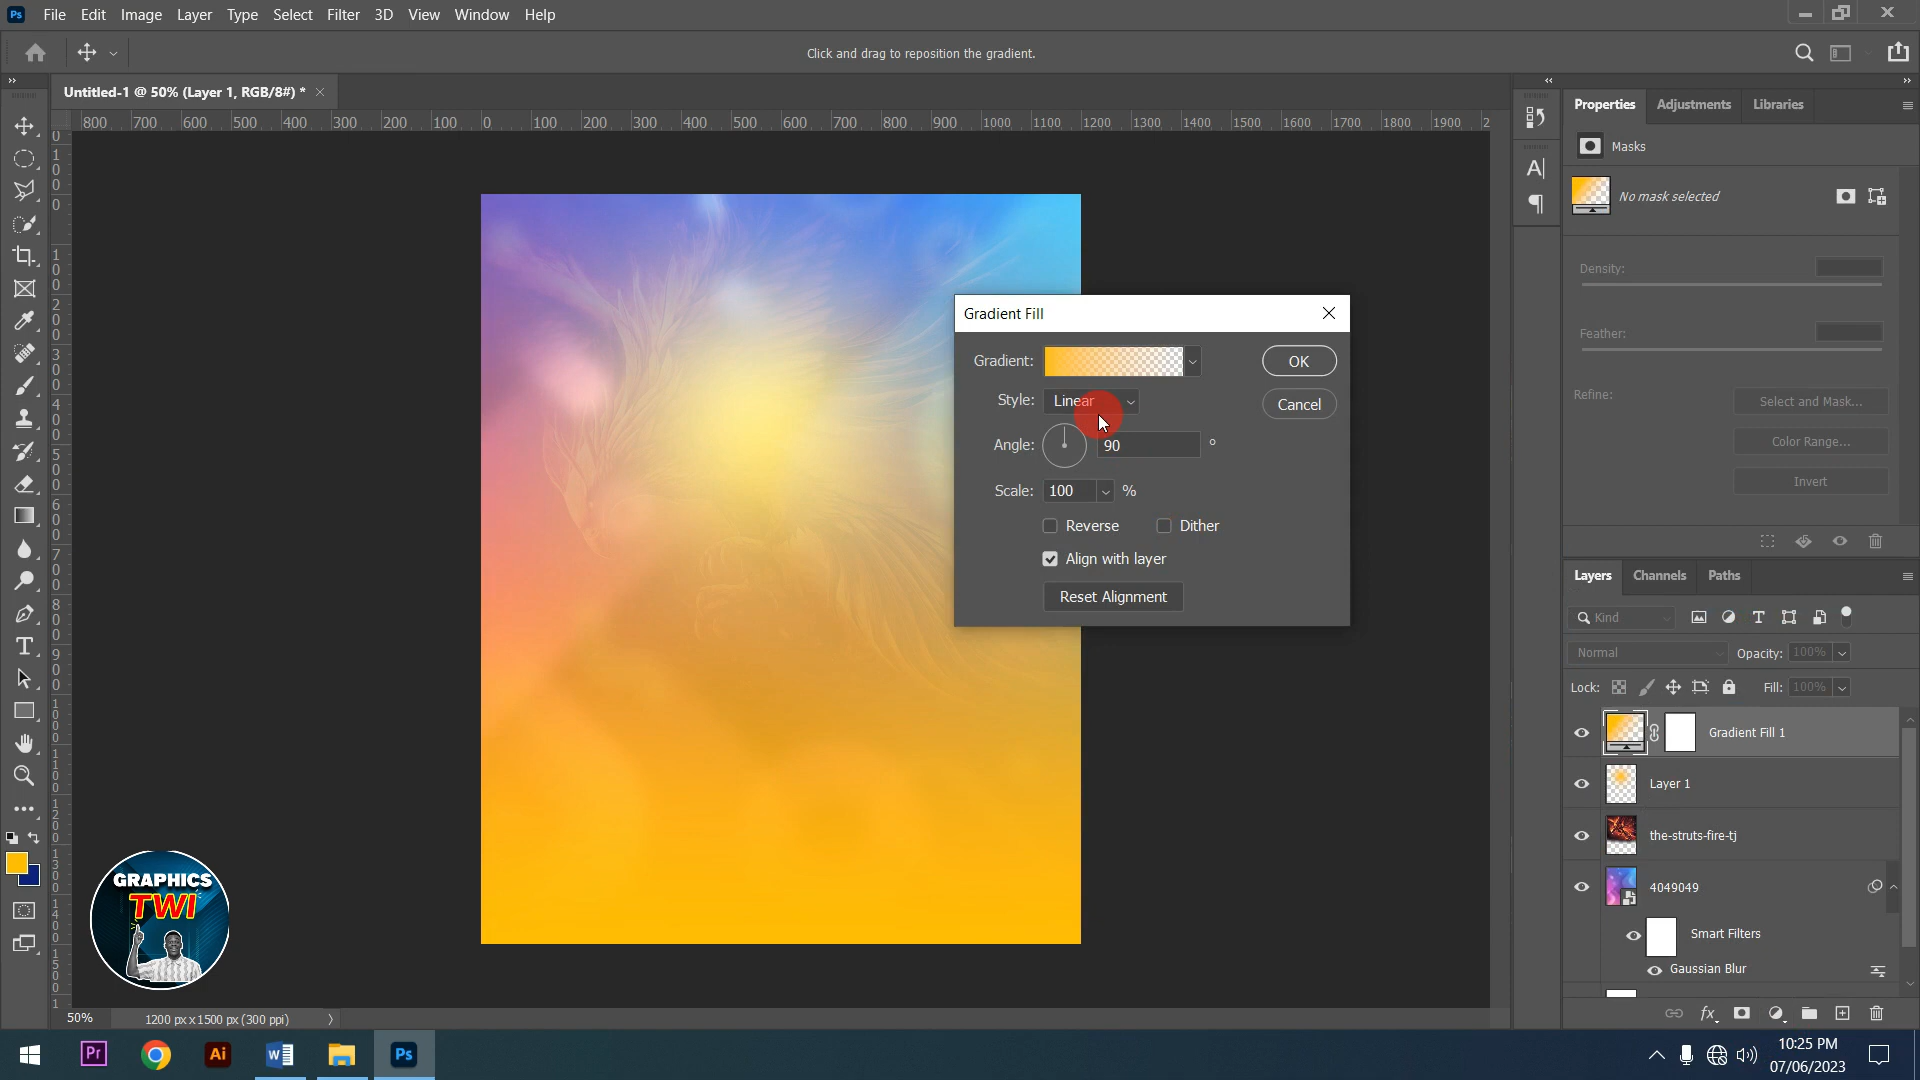 Ps File Edit Image Layer Type Select Filter 3D View Window Help
Click and drag to reposition the gradient.
Untitled-1 @ 50% (Layer 1, RGB/8#) *
800 700 600 500 400 300 200 100 0 100 200 300 400 500 600 700 800 900 1000 1100 1200 1300 1400 1500 1600 1700 1800 1900 2
Properties Adjustments Libraries
Masks
No mask selected
Density:
Feather:
Refine:
Select and Mask...
Color Range...
Invert
Gradient Fill
Gradient:
OK
Style: Linear
Cancel
Angle: 90 °
Scale: 100 %
Reverse Dither
Align with layer
Reset Alignment
Layers Channels Paths
Kind
Normal Opacity: 100%
Lock: Fill: 100%
Gradient Fill 1
Layer 1
the-struts-fire-tj
4049049
Smart Filters
Gaussian Blur
GRAPHICS
TWI
50% 1200 px x 1500 px (300 ppi)
Pr Ai Ps
10:25 PM
07/06/2023